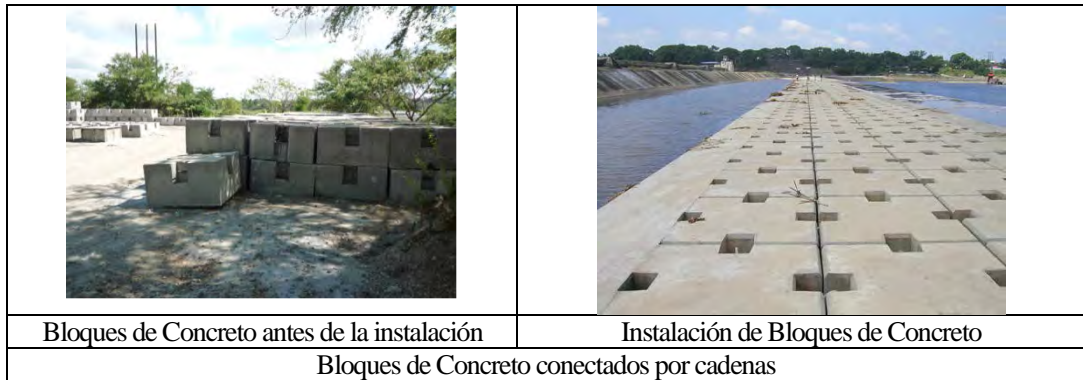 Bloques de Concreto antes de la instalación
Instalación de Bloques de Concreto
Bloques de Concreto conectados por cadenas